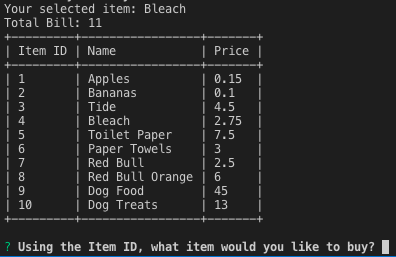 Your selected item: Bleach
Total Bill: 11
| Item ID | Name | Price |
| 1 | Apples | 0.15 |
| 2 | Bananas | 0.1 |
| 3 | Tide | 4.5 |
| 4 | Bleach | 2.75 |
| 5 | Toilet Paper | 7.5 |
| 6 | Paper Towels | 3 |
| 7 | Red Bull | 2.5 |
| 8 | Red Bull Orange | 6 |
| 9 | Dog Food | 45 |
| 10 | Dog Treats | 13 |
? Using the Item ID, what item would you like to buy?